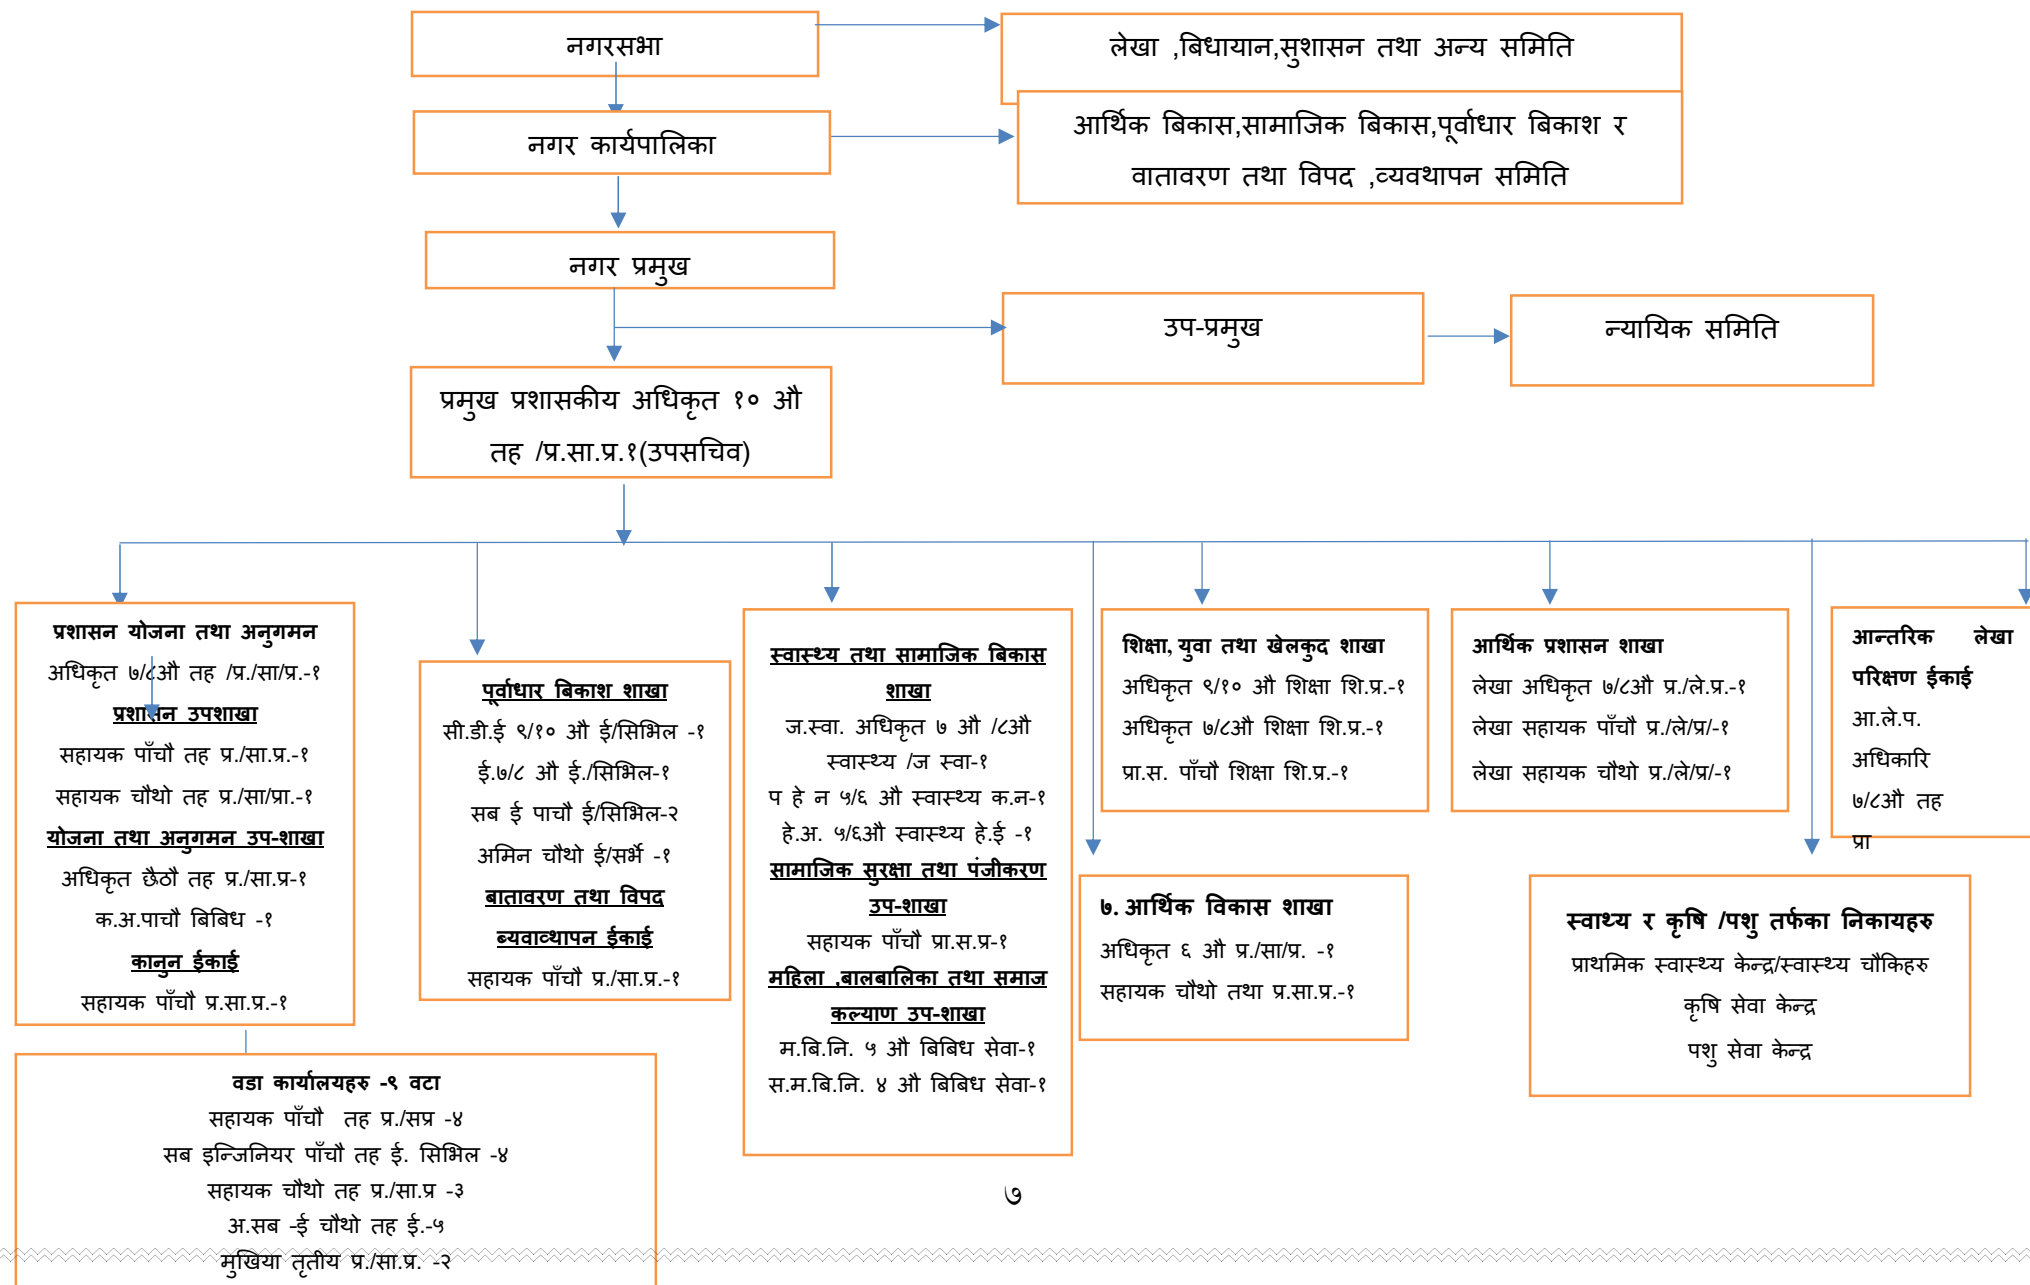 नगरसभा
लेखा ,बिधायान,सुशासन तथा अन्य समिति
नगर कार्यपालिका
आर्थिक बिकास,सामाजिक बिकास,पूर्वाधार बिकाश र
वातावरण तथा विपद ,व्यवथापन समिति
नगर प्रमुख
उप-प्रमुख
न्यायिक समिति
प्रमुख प्रशासकीय अधिकृत १० औ
तह /प्र.सा.प्र.१(उपसचिव)
प्रशासन योजना तथा अनुगमन
अधिकृत ७/८औ तह /प्र./सा/प्र.-१
प्रशासन उपशाखा
सहायक पाँचौ तह प्र./सा.प्र.-१
सहायक चौथो तह प्र./सा/प्रा.-१
योजना तथा अनुगमन उप-शाखा
अधिकृत छैठौ तह प्र./सा.प्र-१
क.अ.पाचौ बिबिध -१
कानुन ईकाई
सहायक पाँचौ प्र.सा.प्र.-१
पूर्वाधार बिकाश शाखा
सी.डी.ई ९/१० औ ई/सिभिल -१
ई.७/८ औ ई./सिभिल-१
सब ई पाचौ ई/सिभिल-२
अमिन चौथो ई/सर्भे -१
बातावरण तथा विपद
ब्यवाव्थापन ईकाई
सहायक पाँचौ प्र./सा.प्र.-१
स्वास्थ्य तथा सामाजिक बिकास
शाखा
ज.स्वा. अधिकृत ७ औ /८औ
स्वास्थ्य /ज स्वा-१
प हे न ५/६ औ स्वास्थ्य क.न-१
हे.अ. ५/६औ स्वास्थ्य हे.ई -१
सामाजिक सुरक्षा तथा पंजीकरण
उप-शाखा
सहायक पाँचौ प्रा.स.प्र-१
महिला ,बालबालिका तथा समाज
कल्याण उप-शाखा
म.बि.नि. ५ औ बिबिध सेवा-१
स.म.बि.नि. ४ औ बिबिध सेवा-१
शिक्षा, युवा तथा खेलकुद शाखा
अधिकृत ९/१० औ शिक्षा शि.प्र.-१
अधिकृत ७/८औ शिक्षा शि.प्र.-१
प्रा.स. पाँचौ शिक्षा शि.प्र.-१
आर्थिक प्रशासन शाखा
लेखा अधिकृत ७/८औ प्र./ले.प्र.-१
लेखा सहायक पाँचौ प्र./ले/प्र/-१
लेखा सहायक चौथो प्र./ले/प्र/-१
आन्तरिक लेखा
परिक्षण ईकाई
आ.ले.प.
अधिकारि
७/८औ तह
प्रा
७. आर्थिक विकास शाखा
अधिकृत ६ औ प्र./सा/प्र. -१
सहायक चौथो तथा प्र.सा.प्र.-१
स्वाथ्य र कृषि /पशु तर्फका निकायहरु
प्राथमिक स्वास्थ्य केन्द्र/स्वास्थ्य चौकिहरु
कृषि सेवा केन्द्र
पशु सेवा केन्द्र
वडा कार्यालयहरु -९ वटा
सहायक पाँचौ तह प्र./सप्र -४
सब इन्जिनियर पाँचौ तह ई. सिभिल -४
सहायक चौथो तह प्र./सा.प्र -३
अ.सब -ई चौथो तह ई.-५
मुखिया तृतीय प्र./सा.प्र. -२
७